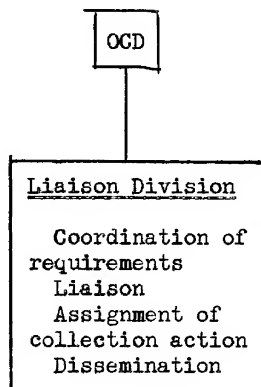 OCD
Liaison Division
Coordination of
requirements
Liaison
Assignment of
collection action
Dissemination